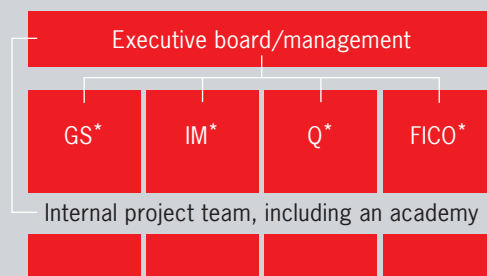 Executive board/management
GS* IM* Q* FICO*
Internal project team, including an academy